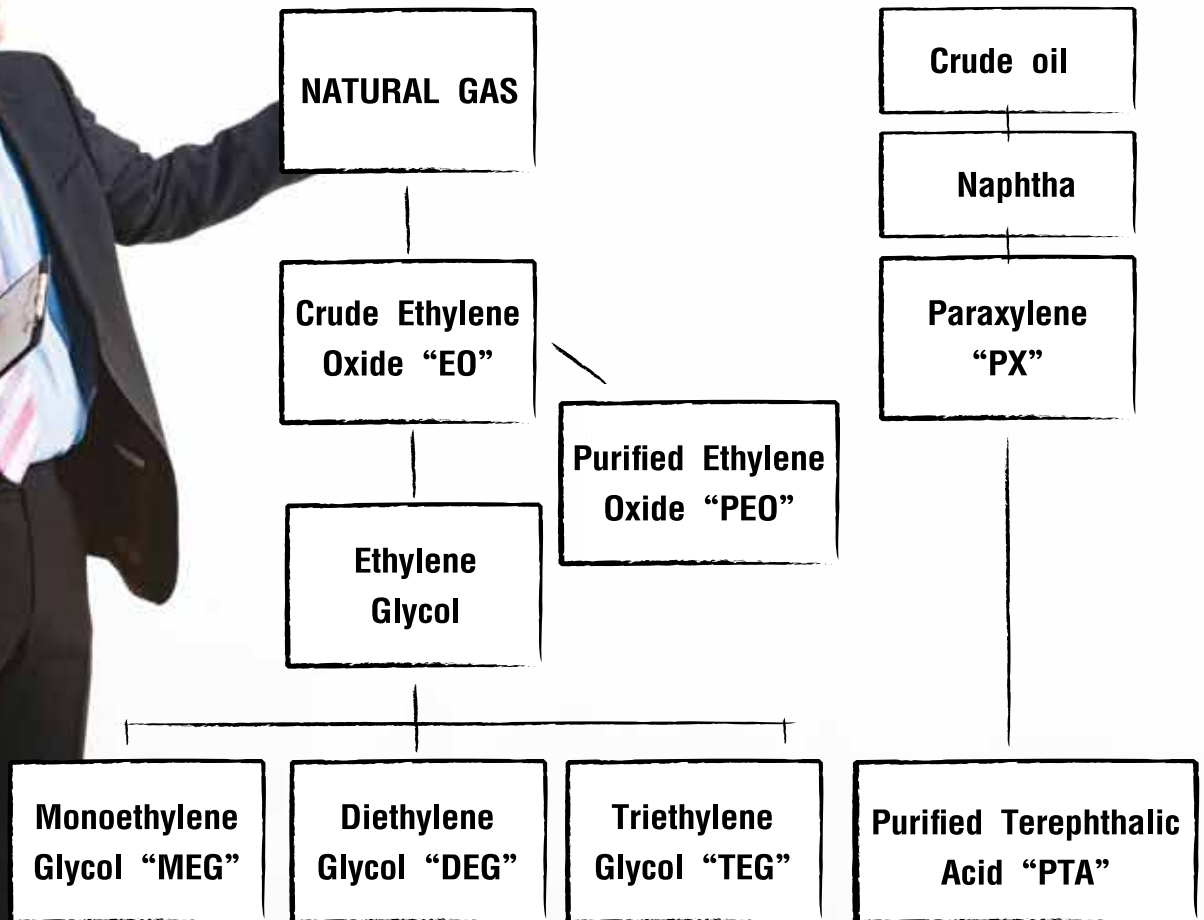 NATURAL GAS
Crude Ethylene
Oxide “EO”
Purified Ethylene
Oxide “PEO”
Ethylene
Glycol
Monoethylene
Glycol “MEG”
Diethylene
Glycol “DEG”
Triethylene
Glycol “TEG”
Crude oil
Naphtha
Paraxylene
“PX”
Purified Terephthalic
Acid “PTA”